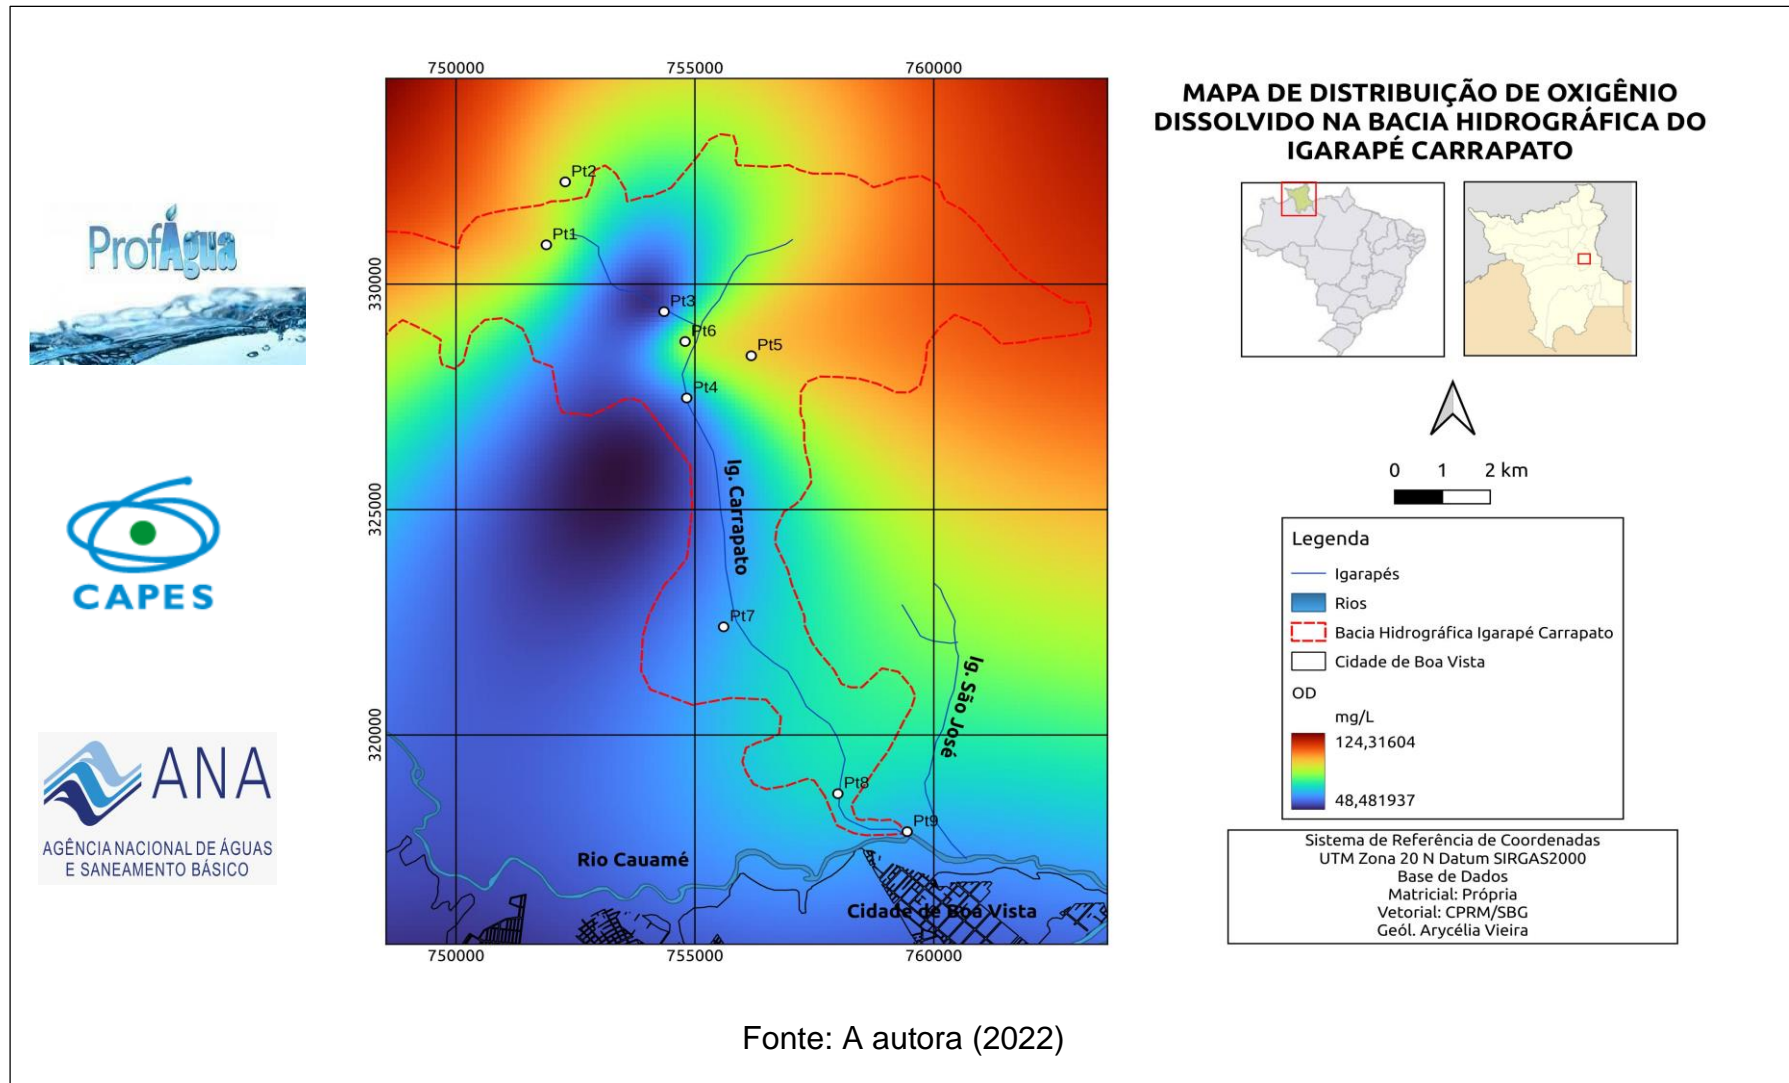 ProfÁgua
CAPES
ANA
AGÊNCIA NACIONAL DE ÁGUAS
E SANEAMENTO BÁSICO
750000
755000
760000
330000
325000
320000
Pt2
Pt1
Pt3
Pt6
Pt5
Pt4
Ig. Carrapato
Pt7
Ig. São José
Pt8
Pt9
Rio Cauamé
Cidade de Boa Vista
750000
755000
760000
MAPA DE DISTRIBUIÇÃO DE OXIGÊNIO
DISSOLVIDO NA BACIA HIDROGRÁFICA DO
IGARAPÉ CARRAPATO
0 1 2 km
Legenda
Igarapés
Rios
Bacia Hidrográfica Igarapé Carrapato
Cidade de Boa Vista
OD
mg/L
124,31604
48,481937
Sistema de Referência de Coordenadas
UTM Zona 20 N Datum SIRGAS2000
Base de Dados
Matricial: Própria
Vetorial: CPRM/SBG
Geól. Arycélia Vieira
Fonte: A autora (2022)